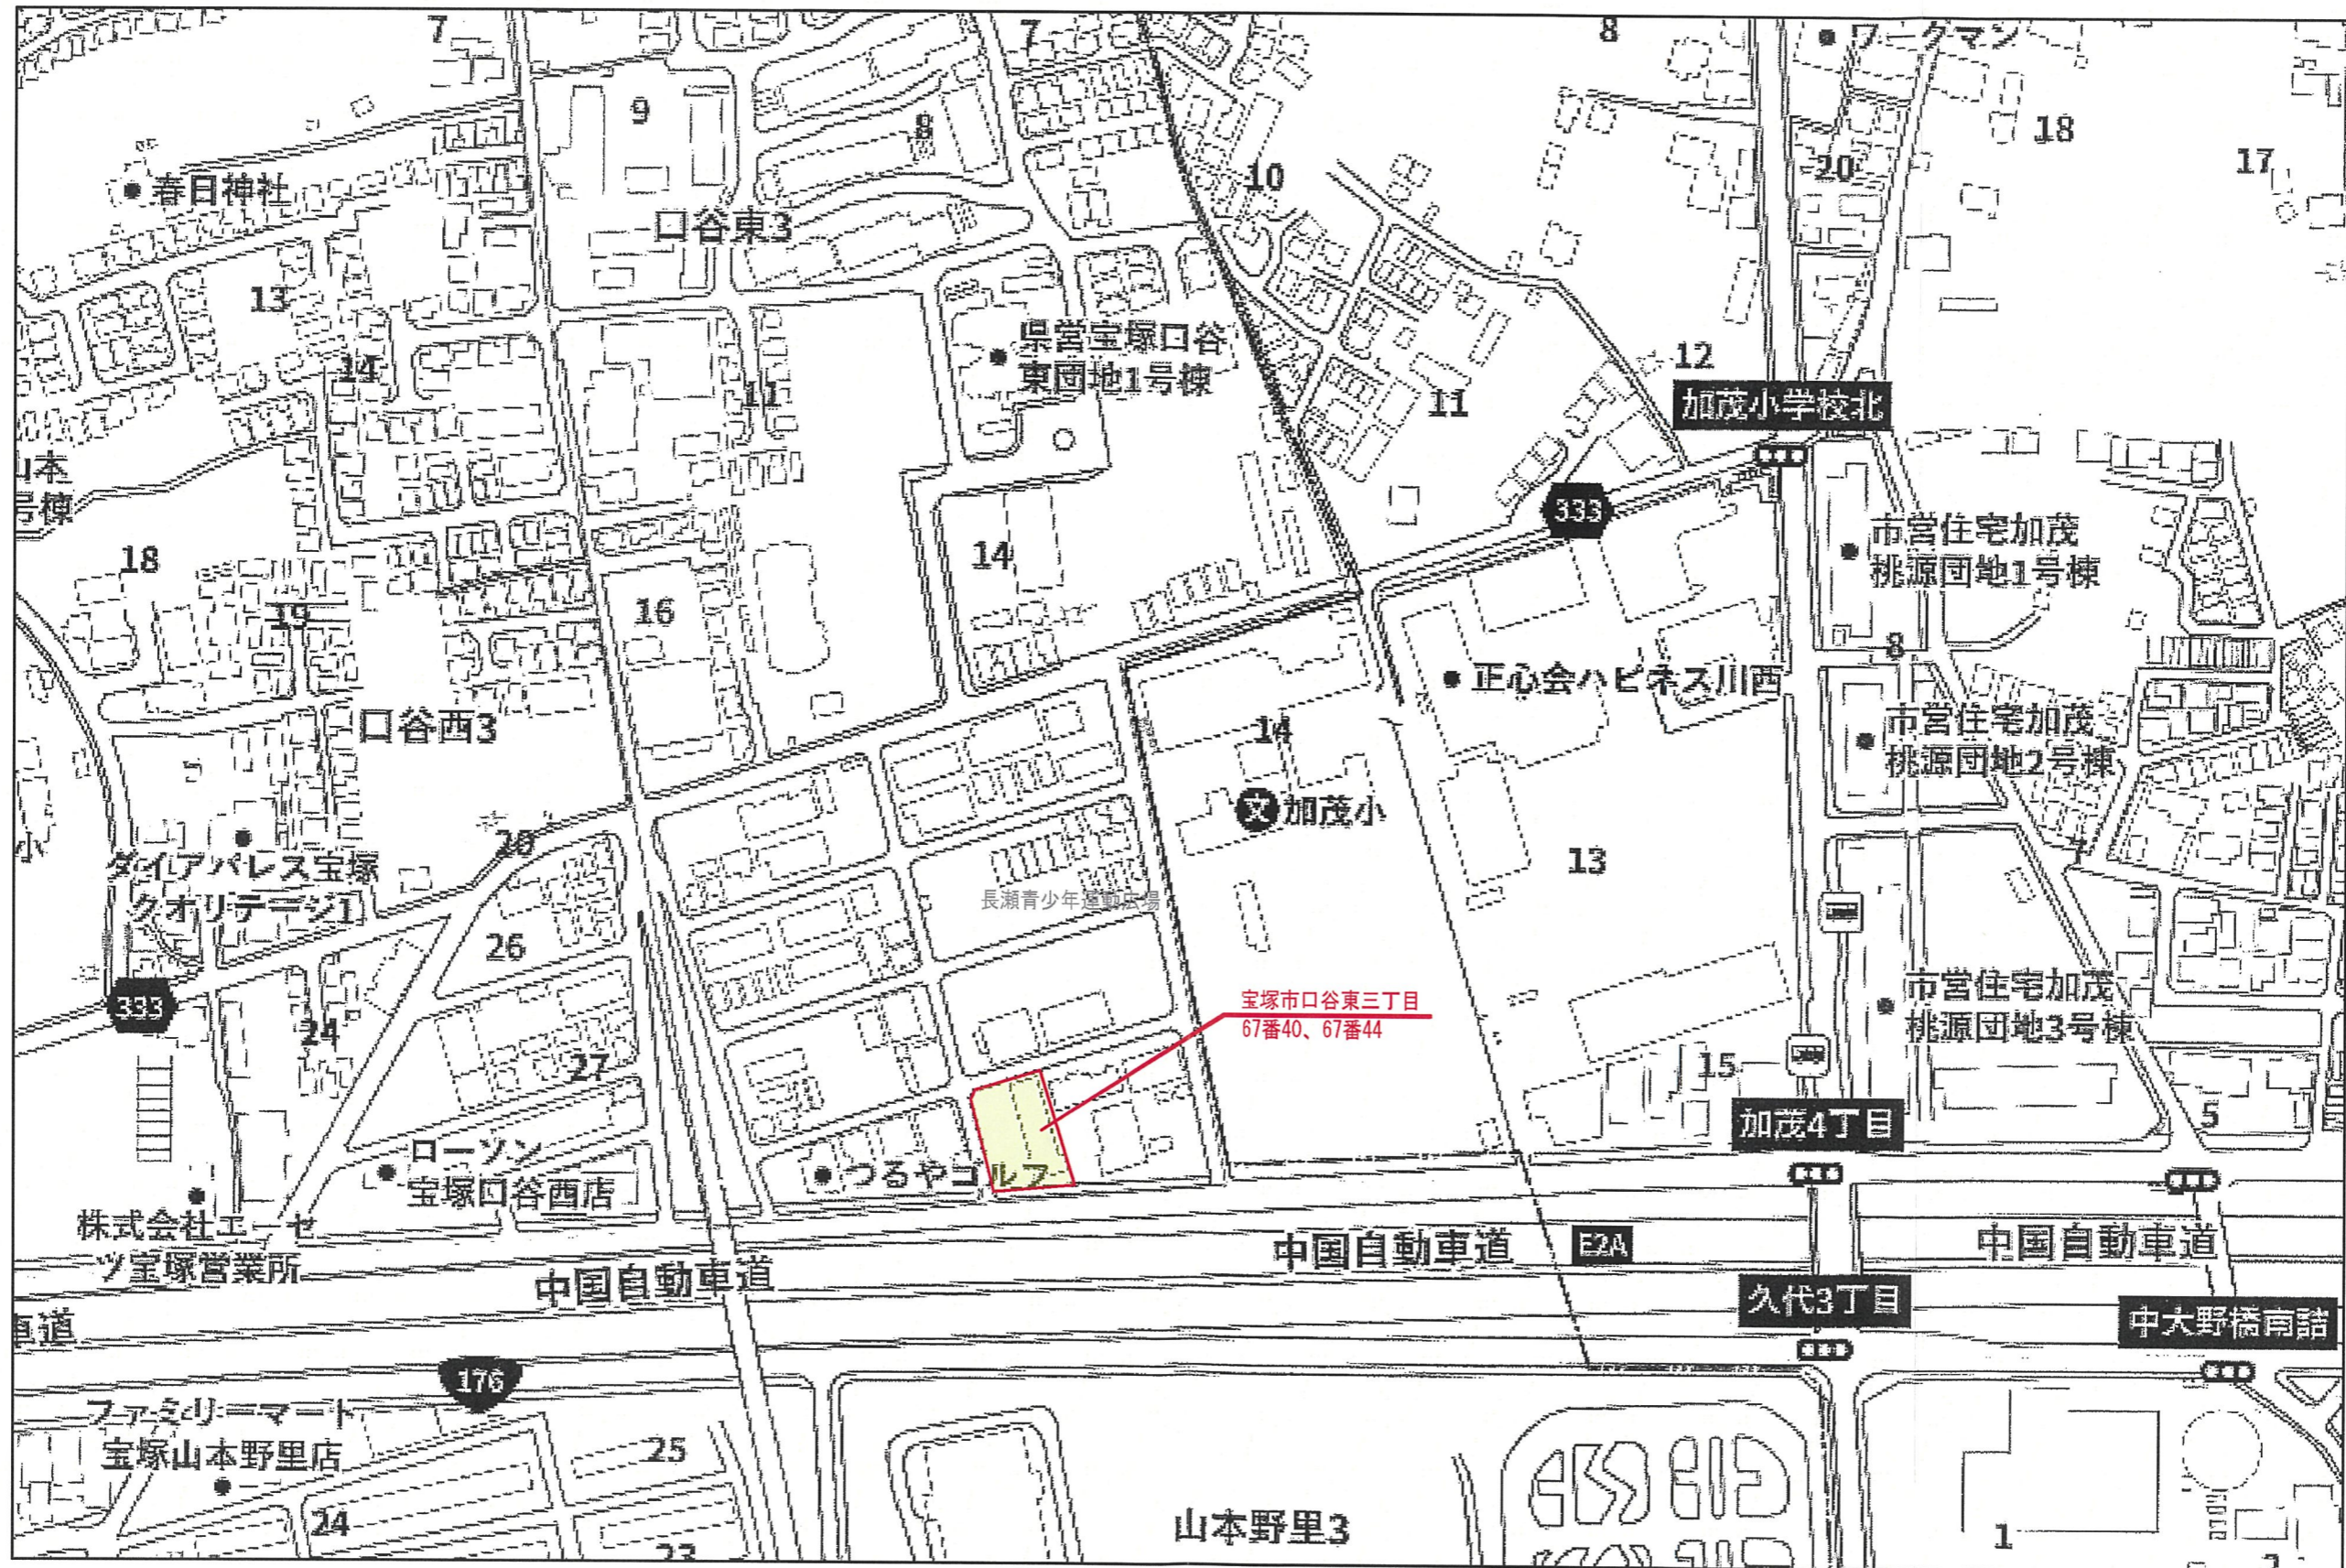 7
7
8
ワークマン
9
8
18
20
17
10
春日神社
口谷東3
13
14
11
県営宝塚口谷
東団地1号棟
12
11
加茂小学校北
山本
号棟
333
市営住宅加茂
桃源団地1号棟
18
14
16
19
8
正心会ハピネス川西
口谷西3
14
市営住宅加茂
桃源団地2号棟
加茂小
文
小
20
ダイアパレス宝塚
クオリテージ1
13
7
長瀬青少年運動広場
26
333
24
宝塚市口谷東三丁目
67番40、67番44
市営住宅加茂
桃源団地3号棟
27
15
加茂4丁目
5
ローソン
宝塚口谷西店
つるやゴルフ
株式会社エーゼ
ツ宝塚営業所
中国自動車道
中国自動車道
E2A
中国自動車道
車道
久代3丁目
中大野橋南詰
176
ファミリーマート
宝塚山本野里店
25
24
山本野里3
1
23